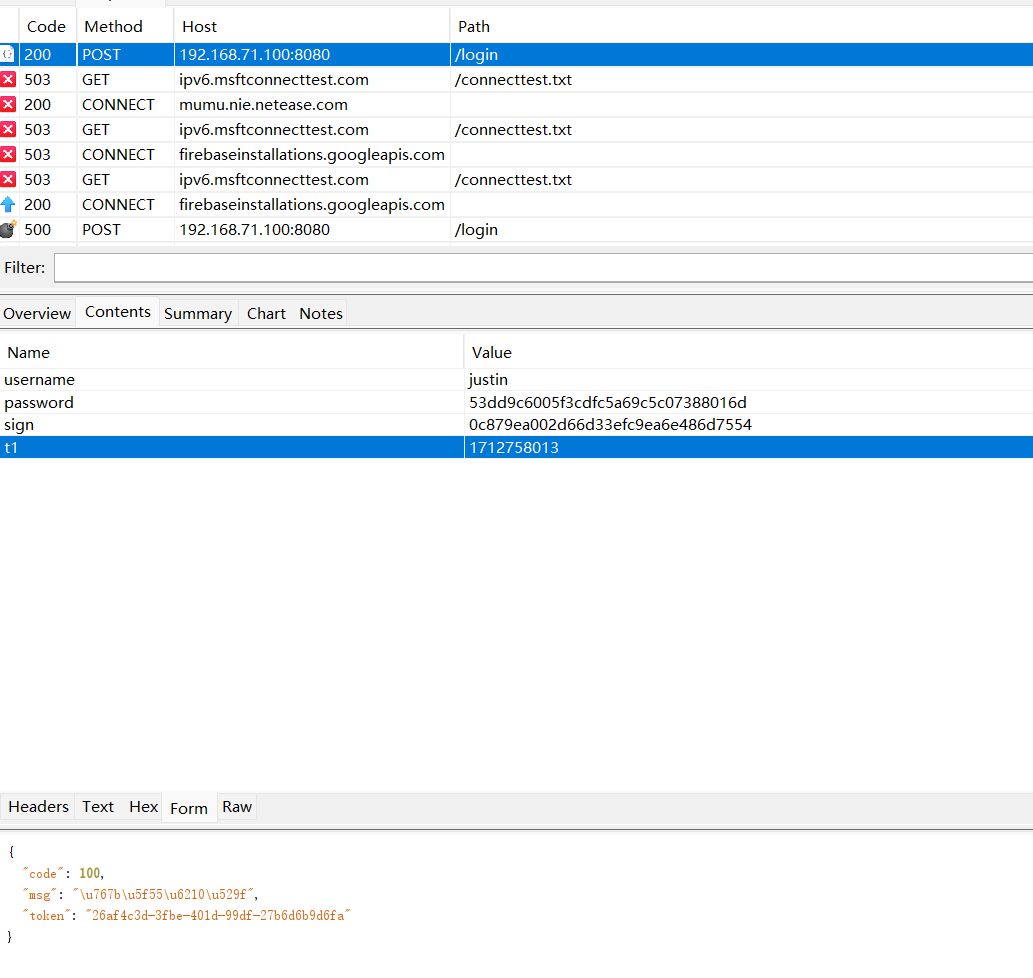 Code Method Host Path
200 POST 192.168.71.100:8080 /login
503 GET ipv6.msftconnecttest.com /connecttest.txt
200 CONNECT mumu.nie.netease.com
503 GET ipv6.msftconnecttest.com /connecttest.txt
503 CONNECT firebaseinstallations.googleapis.com
503 GET ipv6.msftconnecttest.com /connecttest.txt
200 CONNECT firebaseinstallations.googleapis.com
500 POST 192.168.71.100:8080 /login
Filter:
Overview Contents Summary Chart Notes
Name Value
username justin
password 53dd9c6005f3cdfc5a69c5c07388016d
sign 0c879ea002d66d33efc9ea6e486d7554
t1 1712758013
Headers Text Hex Form Raw
{
"code": 100,
"msg": "\u767b\u5f55\u6210\u529f",
"token": "26af4c3d-3fbe-401d-99df-27b6d6b9d6fa"
}